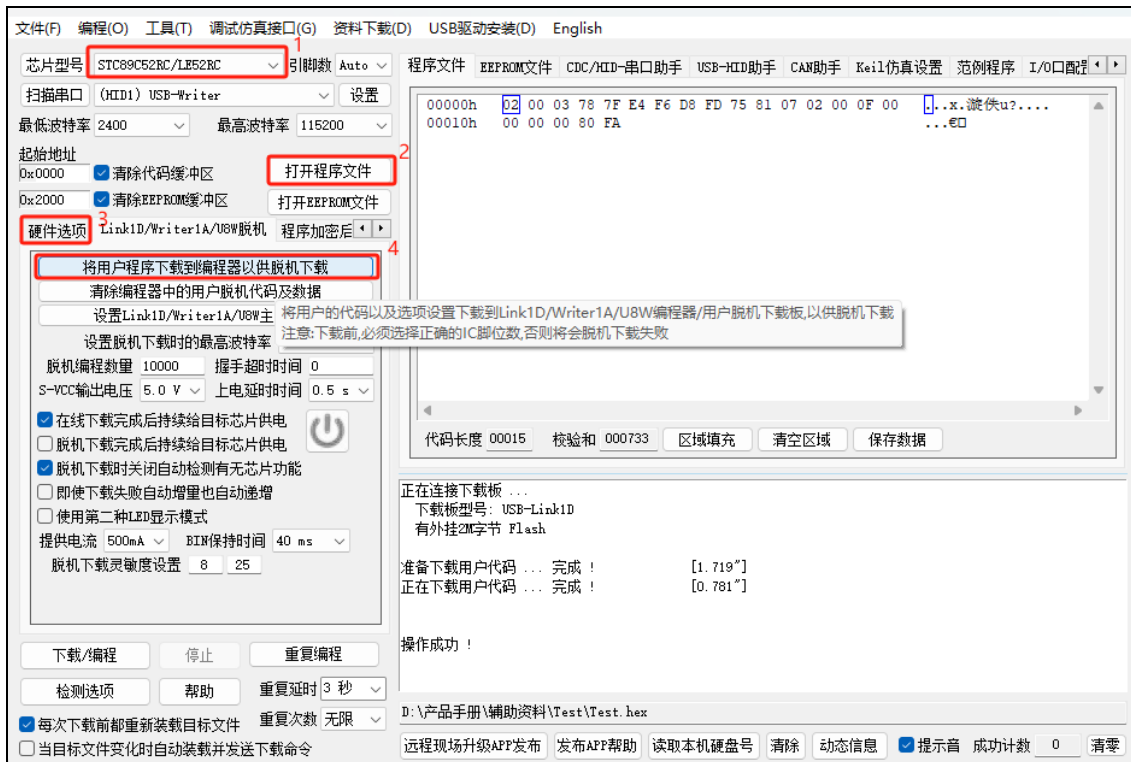 文件(F) 编程(O) 工具(T) 调试仿真接口(G) 资料下载(D) USB驱动安装(D) English
1
芯片型号 STC89C52RC/LE52RC 引脚数 Auto
扫描串口 (HID1) USB-Writer 设置
最低波特率 2400 最高波特率 115200
起始地址
2
0x0000 清除代码缓冲区 打开程序文件
0x2000 清除EEPROM缓冲区 打开EEPROM文件
3
硬件选项 Link1D/Writer1A/U8W脱机 程序加密后
4
将用户程序下载到编程器以供脱机下载
清除编程器中的用户脱机代码及数据
设置Link1D/Writer1A/U8W主
设置脱机下载时的最高波特率
脱机编程数量 10000 握手超时时间 0
S-VCC输出电压 5.0 V 上电延时时间 0.5 s
在线下载完成后持续给目标芯片供电
脱机下载完成后持续给目标芯片供电
脱机下载时关闭自动检测有无芯片功能
即使下载失败自动增量也自动递增
使用第二种LED显示模式
提供电流 500mA BIN保持时间 40 ms
脱机下载灵敏度设置 8 25
下载/编程 停止 重复编程
检测选项 帮助 重复延时 3 秒
每次下载前都重新装载目标文件 重复次数 无限
当目标文件变化时自动装载并发送下载命令
程序文件 EEPROM文件 CDC/HID-串口助手 USB-HID助手 CAN助手 Keil仿真设置 范例程序 I/O口配
00000h 02 00 03 78 7F E4 F6 D8 FD 75 81 07 02 00 0F 00 ...x.漩佚u?....
00010h 00 00 00 80 FA ...€
将用户的代码以及选项设置下载到Link1D/Writer1A/U8W编程器/用户脱机下载板,以供脱机下载
注意:下载前,必须选择正确的IC脚位数,否则将会脱机下载失败
代码长度 00015 校验和 000733 区域填充 清空区域 保存数据
正在连接下载板 ...
下载板型号: USB-Link1D
有外挂2M字节 Flash
准备下载用户代码 ... 完成 ! [1.719"]
正在下载用户代码 ... 完成 ! [0.781"]
操作成功 !
D:\产品手册\辅助资料\Test\Test.hex
远程现场升级APP发布 发布APP帮助 读取本机硬盘号 清除 动态信息 提示音 成功计数 0 清零